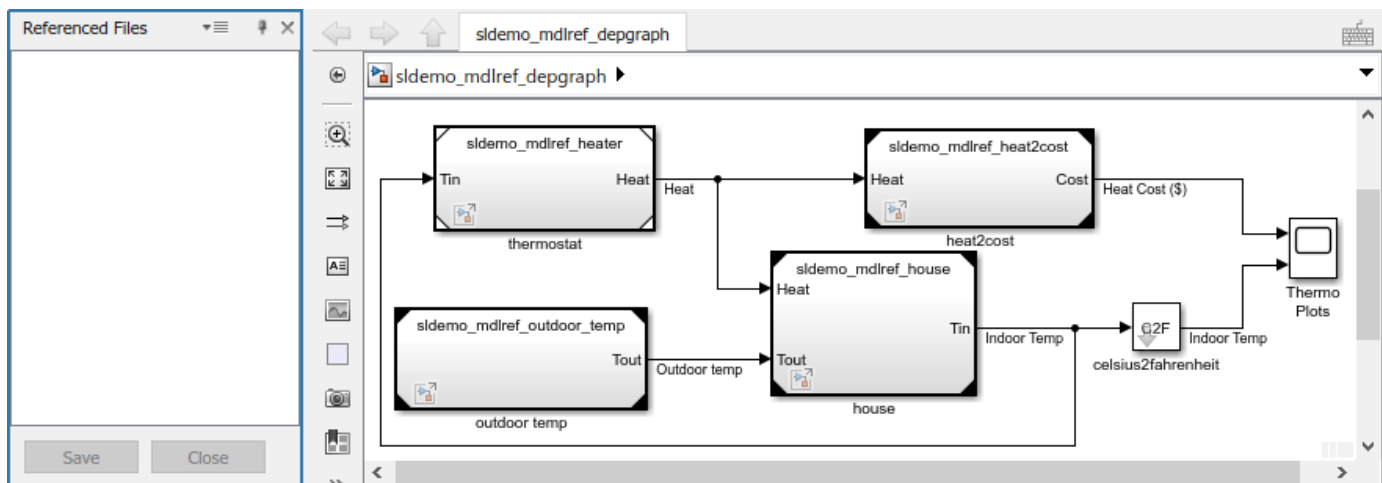 Referenced Files
sldemo_mdlref_depgraph
sldemo_mdlref_depgraph
sldemo_mdlref_heater
Tin
Heat
Heat
thermostat
sldemo_mdlref_heat2cost
Heat
Cost
Heat Cost ($)
heat2cost
sldemo_mdlref_house
Heat
Tin
Tout
Indoor Temp
house
sldemo_mdlref_outdoor_temp
Tout
Outdoor temp
outdoor temp
C2F
Indoor Temp
celsius2fahrenheit
Thermo
Plots
Save
Close